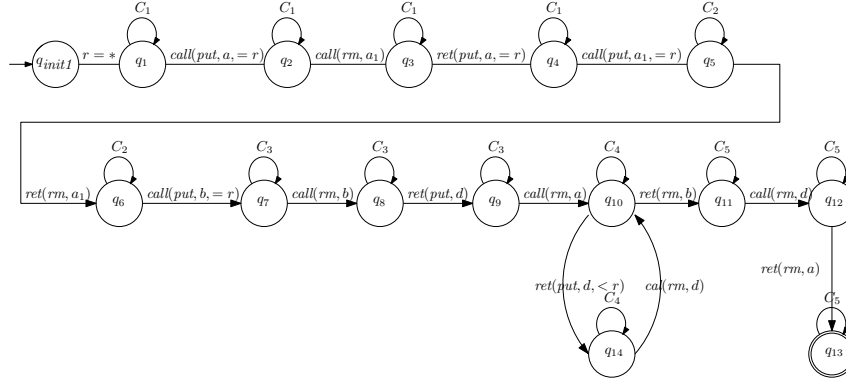 C1 C1 C1 C1 C2
qinit1 r = * q1 call(put, a, = r) q2 call(rm, a1) q3 ret(put, a, = r) q4 call(put, a1, = r) q5
C2 C3 C3 C3 C4 C5 C5
ret(rm, a1) q6 call(put, b, = r) q7 call(rm, b) q8 ret(put, d) q9 call(rm, a) q10 ret(rm, b) q11 call(rm, d) q12
ret(rm, a)
ret(put, d, < r) call(rm, d)
C4 C5
q14 q13